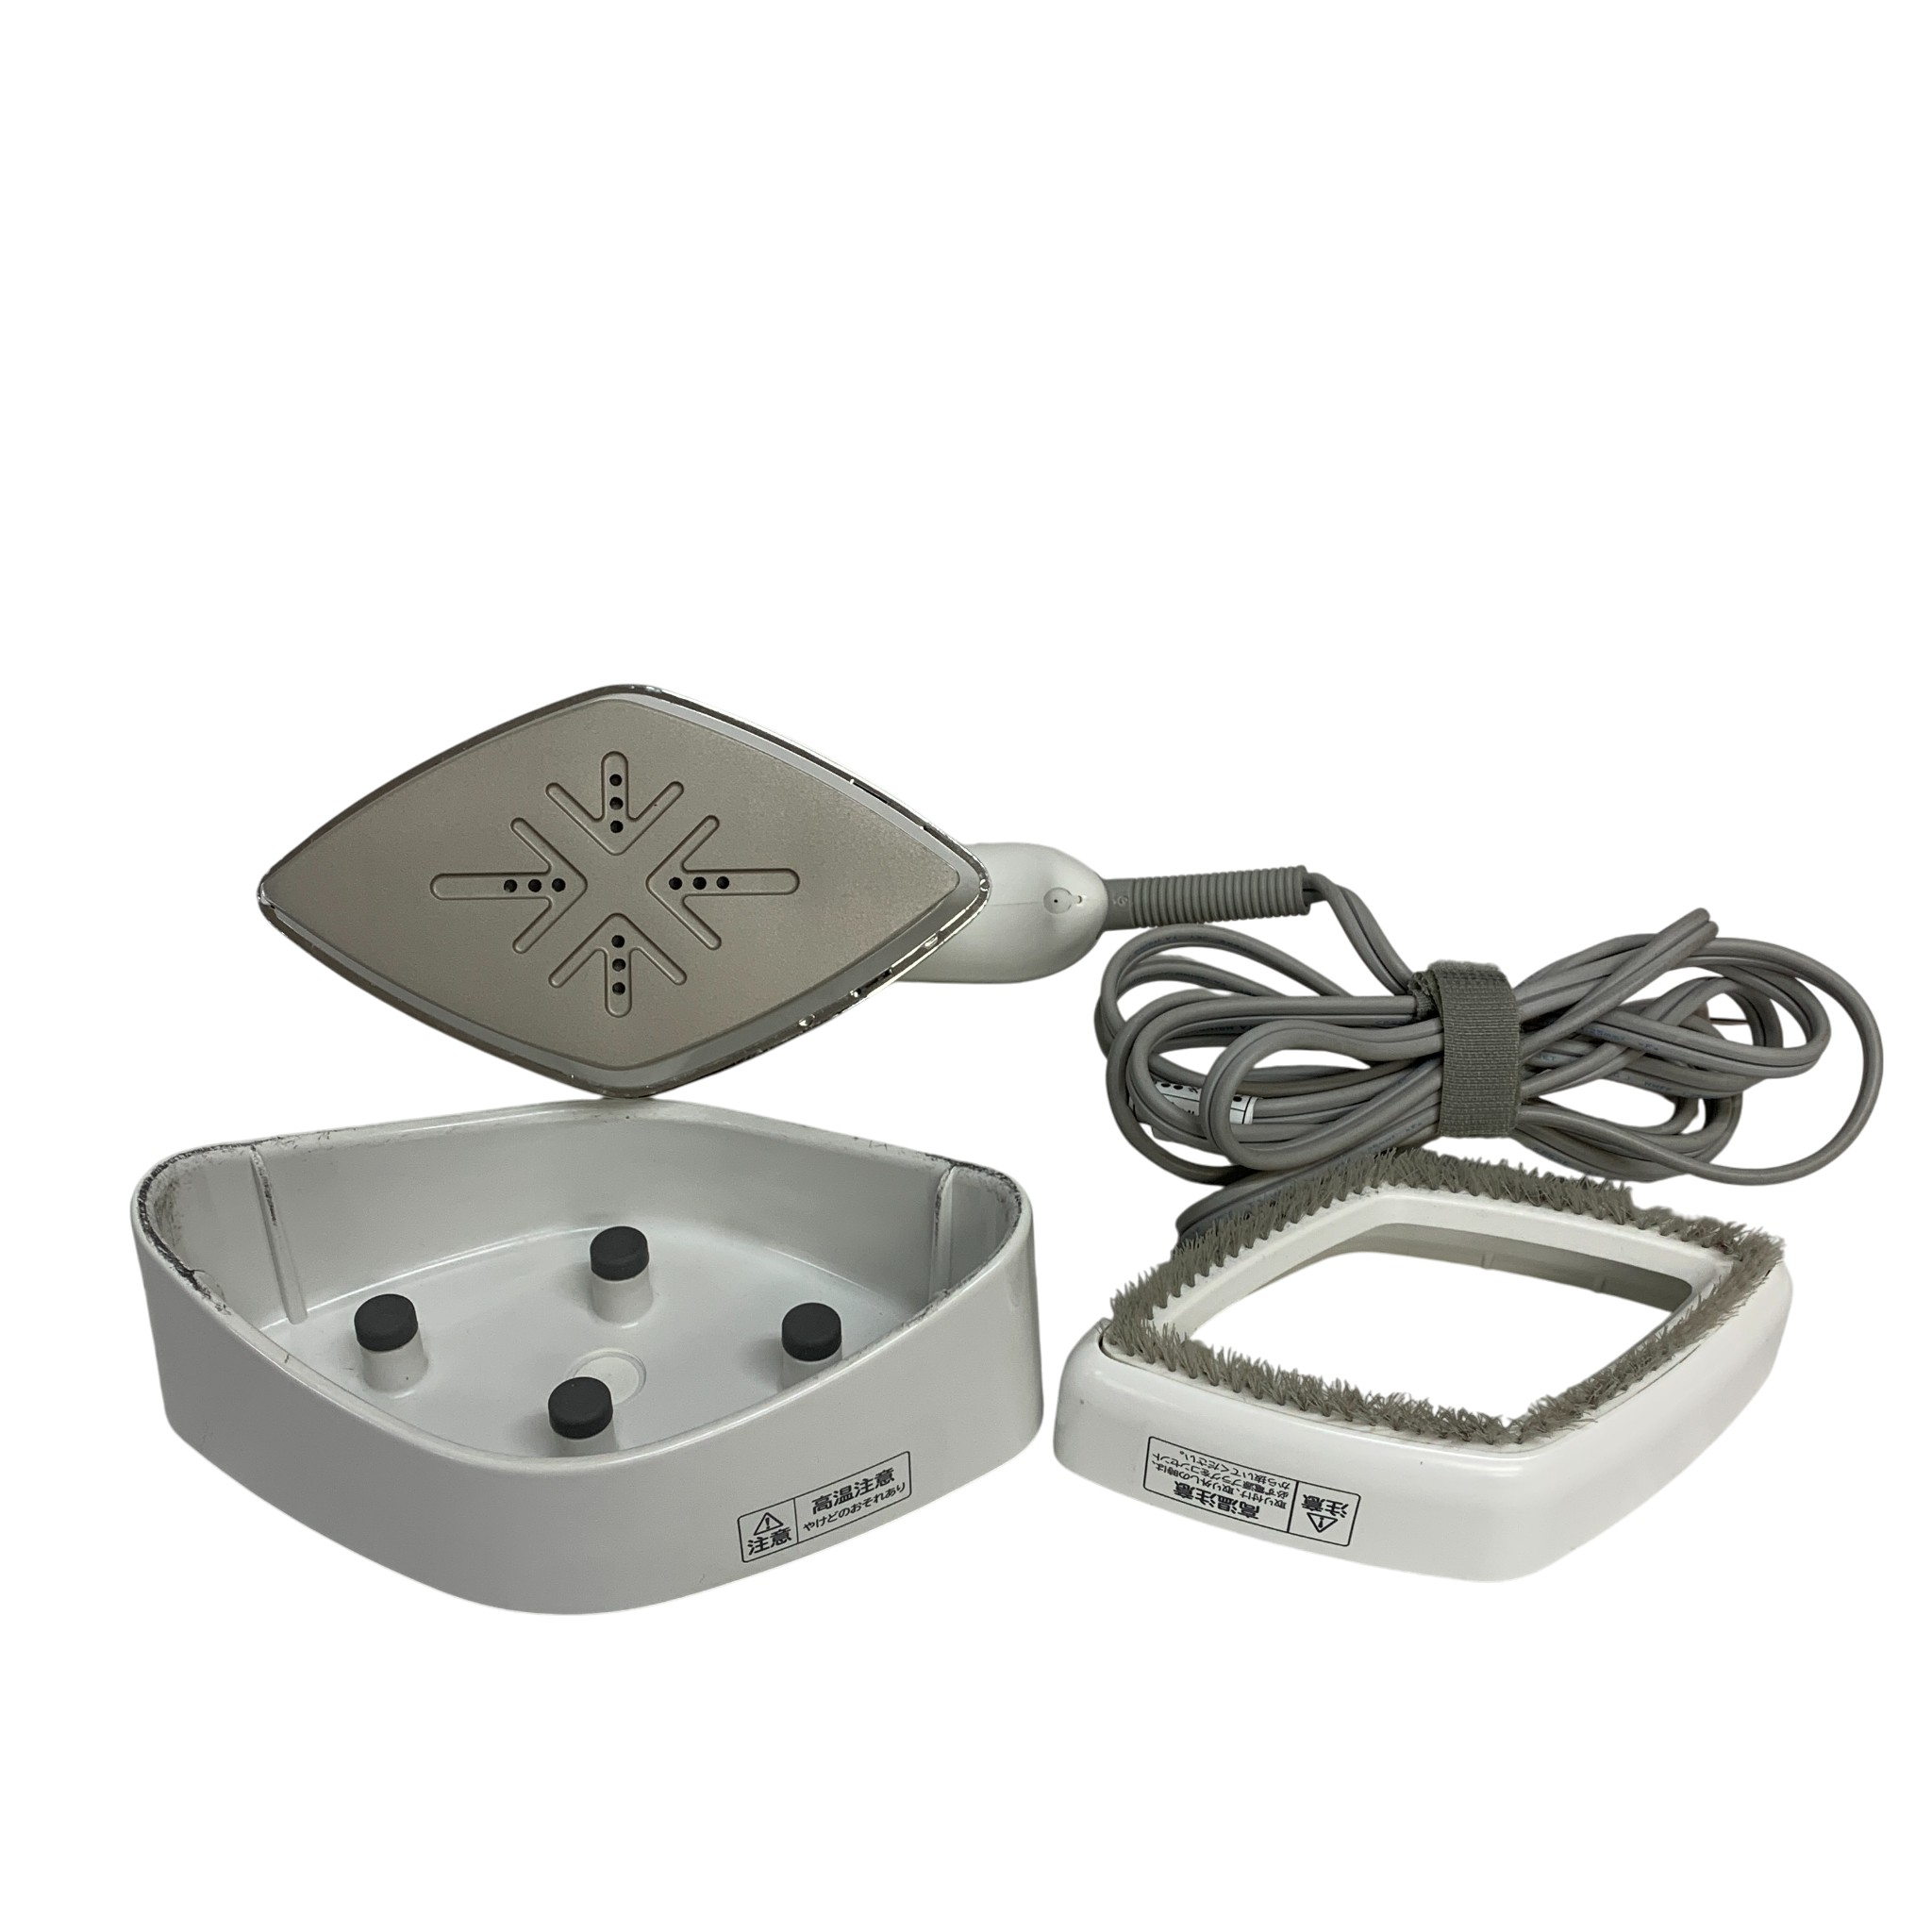 注意
高温注意
やけどのおそれあり
注意
高温注意
取り付け、取り外しの時は、
必ず電源プラグをコンセント
から抜いてください。